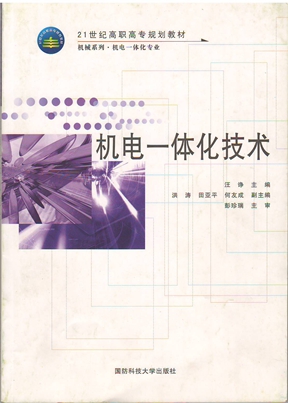 21世纪高职高专规划教材
机械系列·机电一体化专业
机电一体化技术
汪 铮 主编
洪 涛 田亚平 何友成 副主编
彭珍瑞 主审
国防科技大学出版社